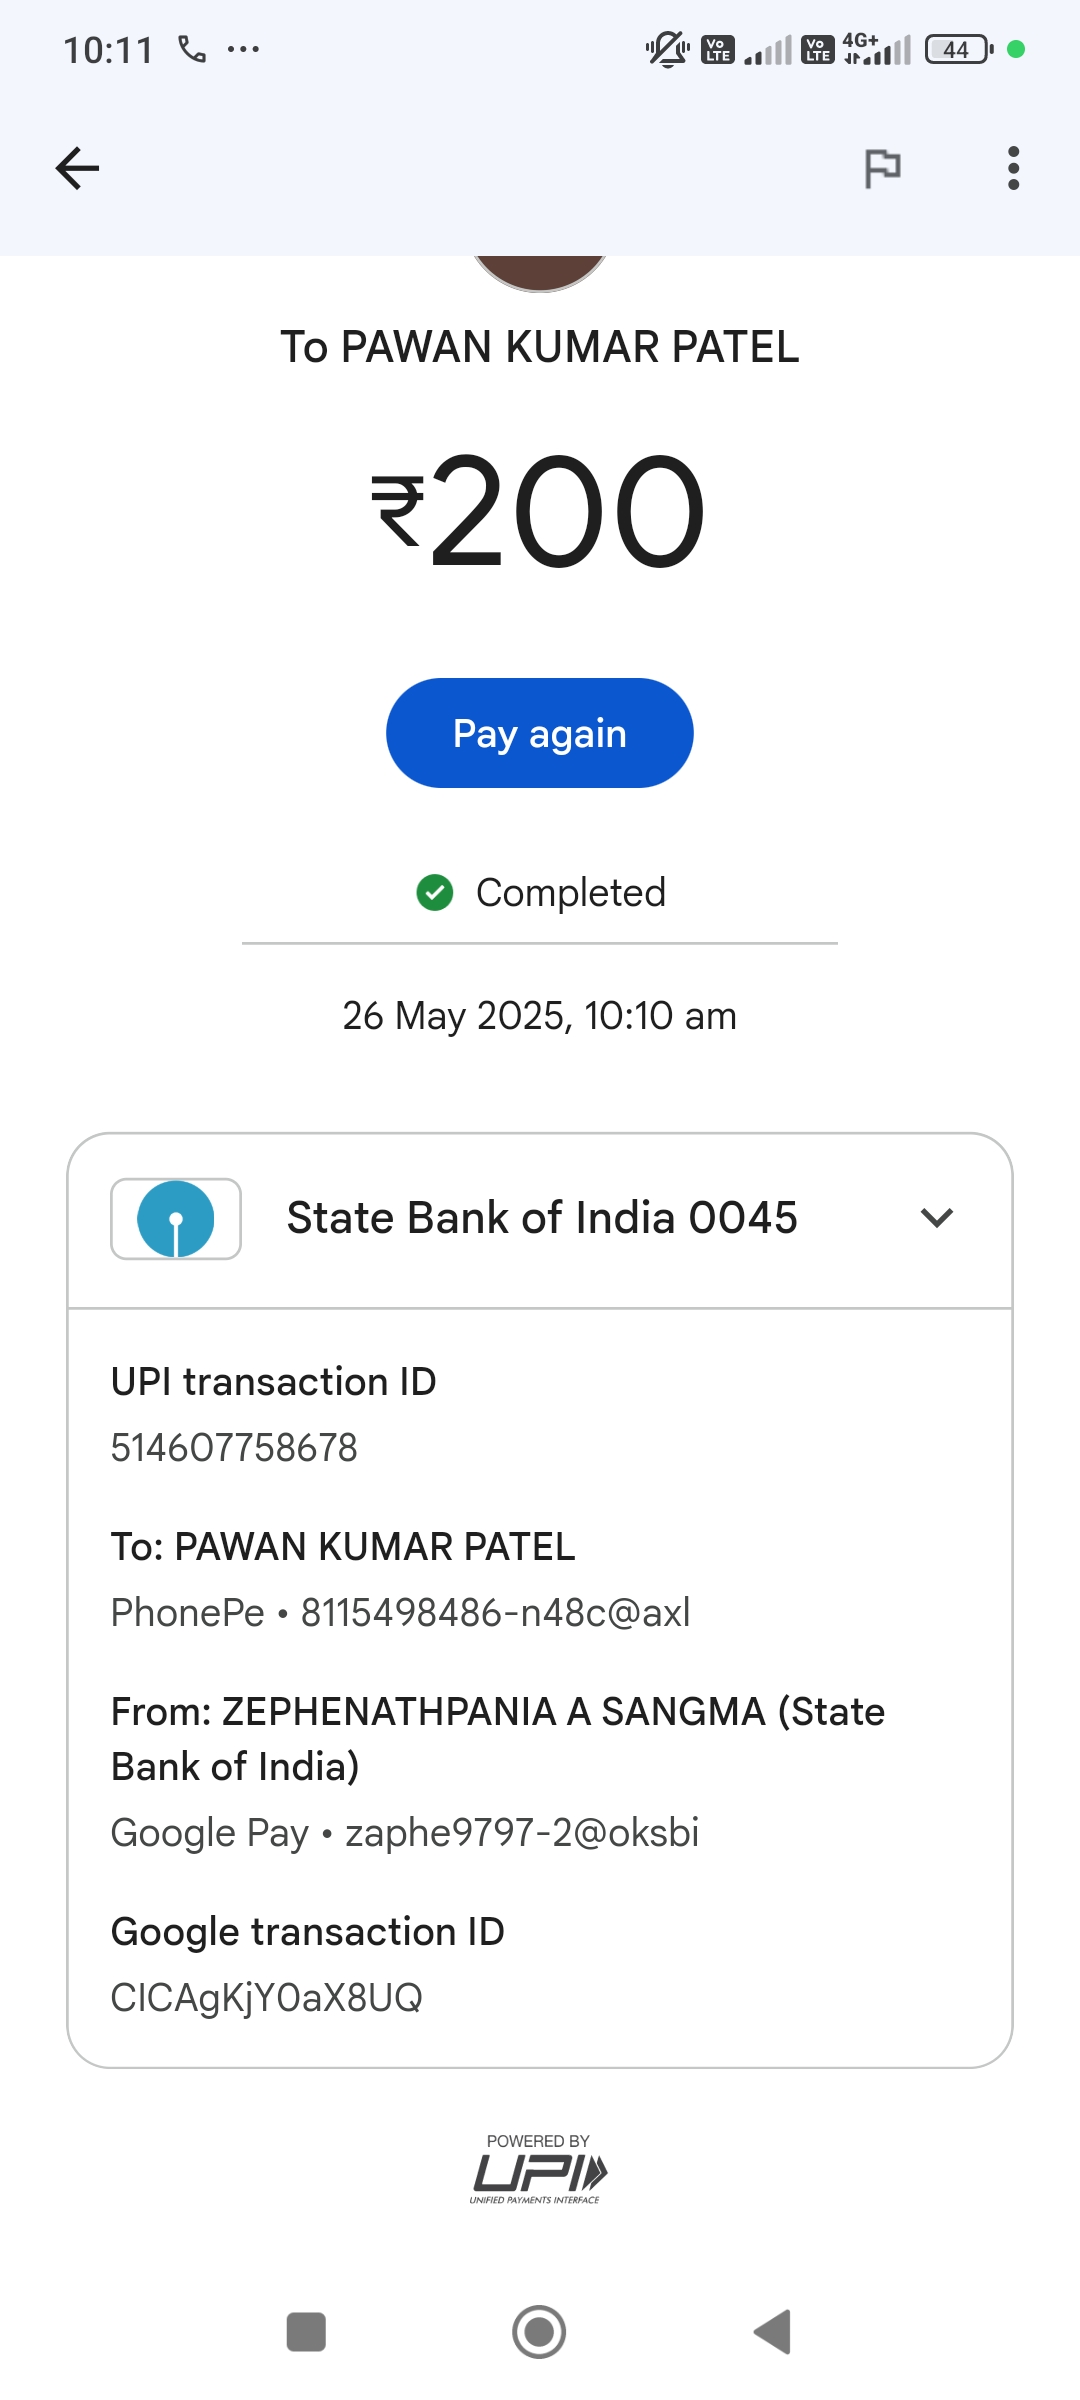 10:11
Vo LTE Vo LTE 4G+ 44
To PAWAN KUMAR PATEL
₹200
Pay again
Completed
26 May 2025, 10:10 am
State Bank of India 0045
UPI transaction ID
514607758678
To: PAWAN KUMAR PATEL
PhonePe • 8115498486-n48c@axl
From: ZEPHENATHPANIA A SANGMA (State
Bank of India)
Google Pay • zaphe9797-2@oksbi
Google transaction ID
CICAgKjY0aX8UQ
POWERED BY
UPI
UNIFIED PAYMENTS INTERFACE